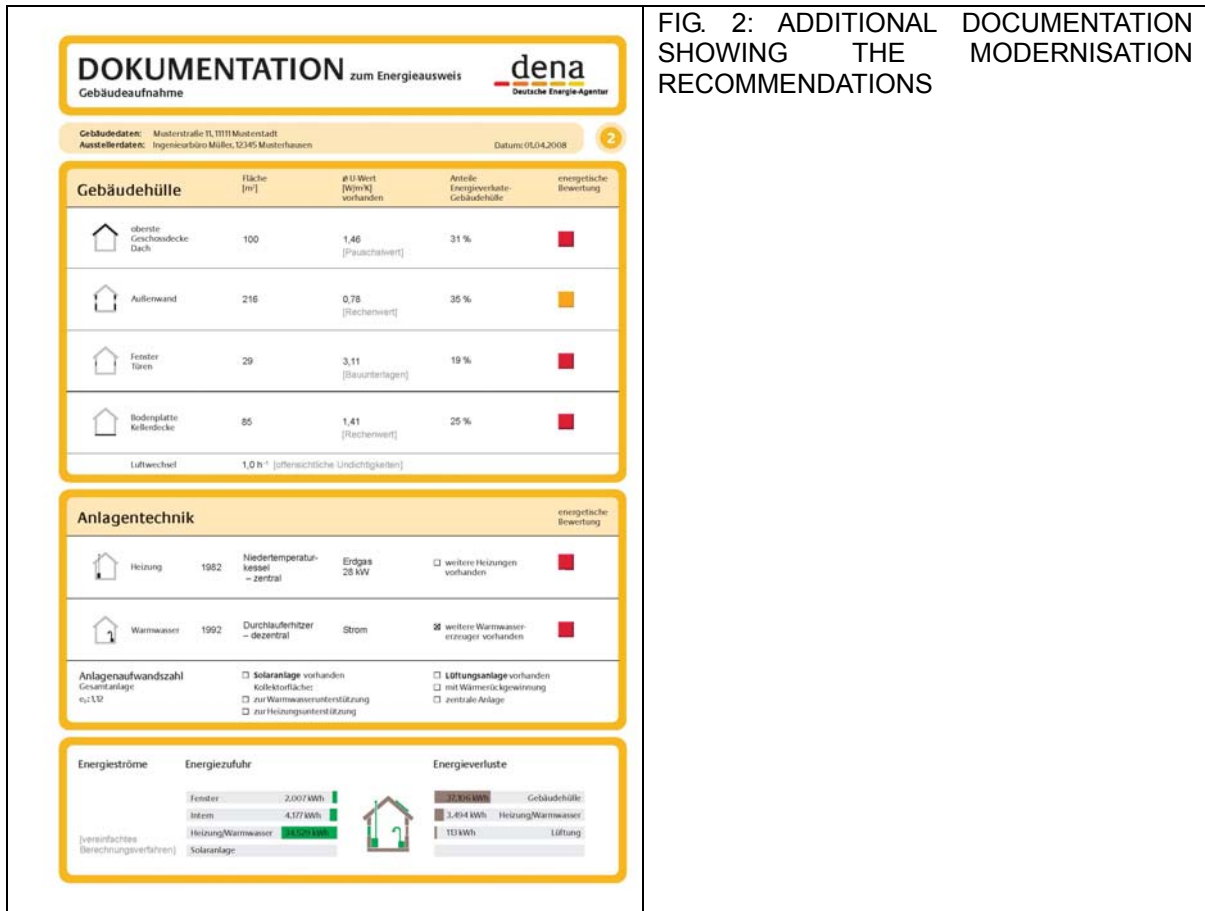 DOKUMENTATION zum Energieausweis
Gebäudeaufnahme
dena
Deutsche Energie-Agentur
Gebäudedaten: Musterstraße 11, 11111 Musterstadt
Ausstellerdaten: Ingenieurbüro Müller, 12345 Musterhausen
Datum: 01.04.2008
2
Gebäudehülle
Fläche
[m²]
ø U-Wert
[W/m²K]
vorhanden
Anteile
Energieverluste-
Gebäudehülle
energetische
Bewertung
oberste
Geschossdecke
Dach
100
1,46
[Pauschalwert]
31 %
Außenwand
216
0,78
[Rechenwert]
35 %
Fenster
Türen
29
3,11
[Bauunterlagen]
19 %
Bodenplatte
Kellerdecke
85
1,41
[Rechenwert]
25 %
Luftwechsel
1,0 h⁻¹ [offensichtliche Undichtigkeiten]
Anlagentechnik
energetische
Bewertung
Heizung
1982
Niedertemperatur-
kessel
– zentral
Erdgas
28 kW
☐ weitere Heizungen
vorhanden
Warmwasser
1992
Durchlauferhitzer
– dezentral
Strom
☒ weitere Warmwasser-
erzeuger vorhanden
Anlagenaufwandszahl
Gesamtanlage
1,12
☐ Solaranlage vorhanden
Kollektorfläche:
☐ zur Warmwasserunterstützung
☐ zur Heizungsunterstützung
☐ Lüftungsanlage vorhanden
☐ mit Wärmerückgewinnung
☐ zentrale Anlage
Energieströme
[vereinfachtes
Berechnungsverfahren]
Energiezufuhr
Fenster 2.007 kWh
Intern 4.177 kWh
Heizung/Warmwasser 34.529 kWh
Solaranlage
Energieverluste
kWh Gebäudehülle
3.494 kWh Heizung/Warmwasser
113 kWh Lüftung
FIG. 2: ADDITIONAL DOCUMENTATION
SHOWING THE MODERNISATION
RECOMMENDATIONS